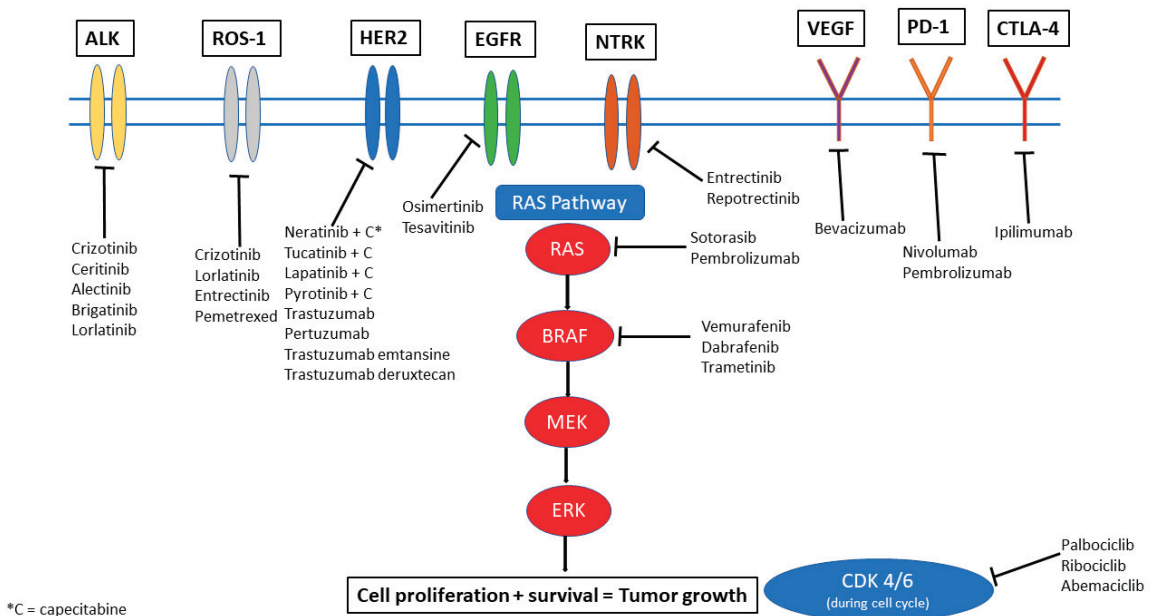 ALK
ROS-1
HER2
EGFR
NTRK
VEGF
PD-1
CTLA-4
Crizotinib
Ceritinib
Alectinib
Brigatinib
Lorlatinib
Crizotinib
Lorlatinib
Entrectinib
Pemetrexed
Neratinib + C*
Tucatinib + C
Lapatinib + C
Pyrotinib + C
Trastuzumab
Pertuzumab
Trastuzumab emtansine
Trastuzumab deruxtecan
Osimertinib
Tesavitinib
Entrectinib
Repotrectinib
Bevacizumab
Nivolumab
Pembrolizumab
Ipilimumab
RAS Pathway
RAS
Sotorasib
Pembrolizumab
BRAF
Vemurafenib
Dabrafenib
Trametinib
MEK
ERK
Cell proliferation + survival = Tumor growth
CDK 4/6
(during cell cycle)
Palbociclib
Ribociclib
Abemaciclib
*C = capecitabine